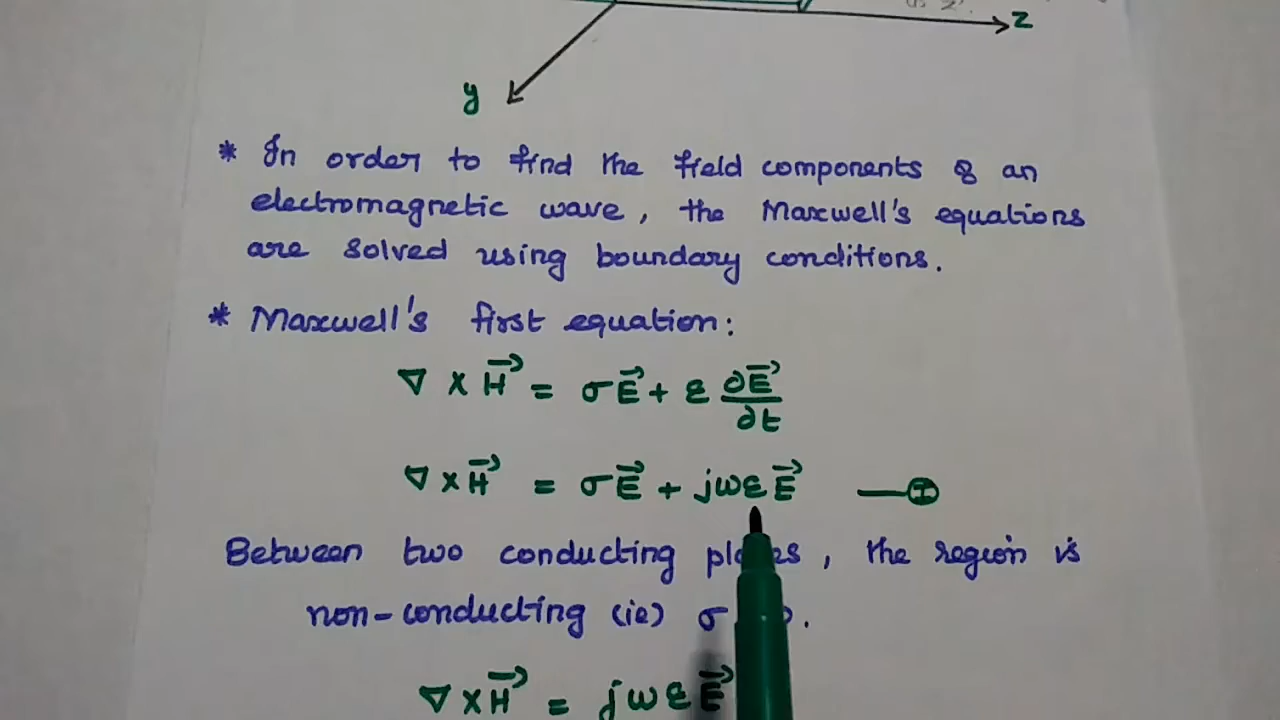 z
y
* In order to find the field components of an
electromagnetic wave, the Maxwell's equations
are solved using boundary conditions.
* Maxwell's first equation:
∇ × H⃗ = σE⃗ + ε ∂E⃗/∂t
∇ × H⃗ = σE⃗ + jωεE⃗ —Ⓘ
Between two conducting , the region is
non-conducting (ie) σ .
∇ × H⃗ = jωεE⃗